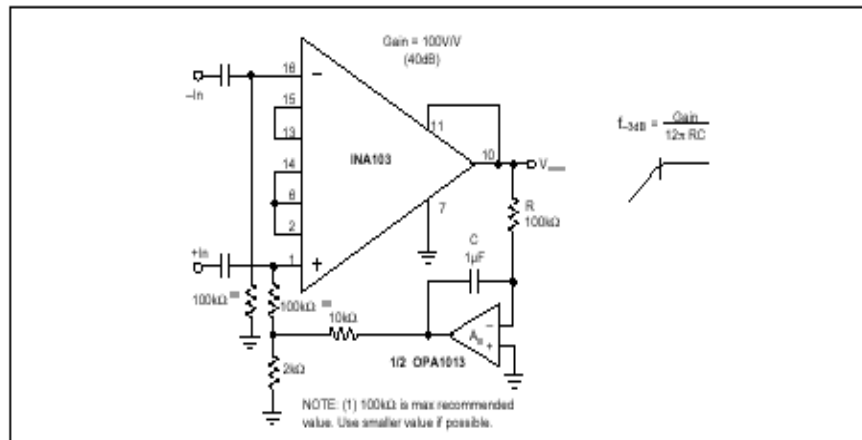 Gain = 100V/V
(40dB)
–In
16
–
15
13
14
6
2
1
+
+In
INA103
11
10
7
f–3dB = Gain
12π RC
R
100kΩ
C
1µF
100kΩ
100kΩ
10kΩ
2kΩ
–
+
1/2 OPA1013
NOTE: (1) 100kΩ is max recommended
value. Use smaller value if possible.